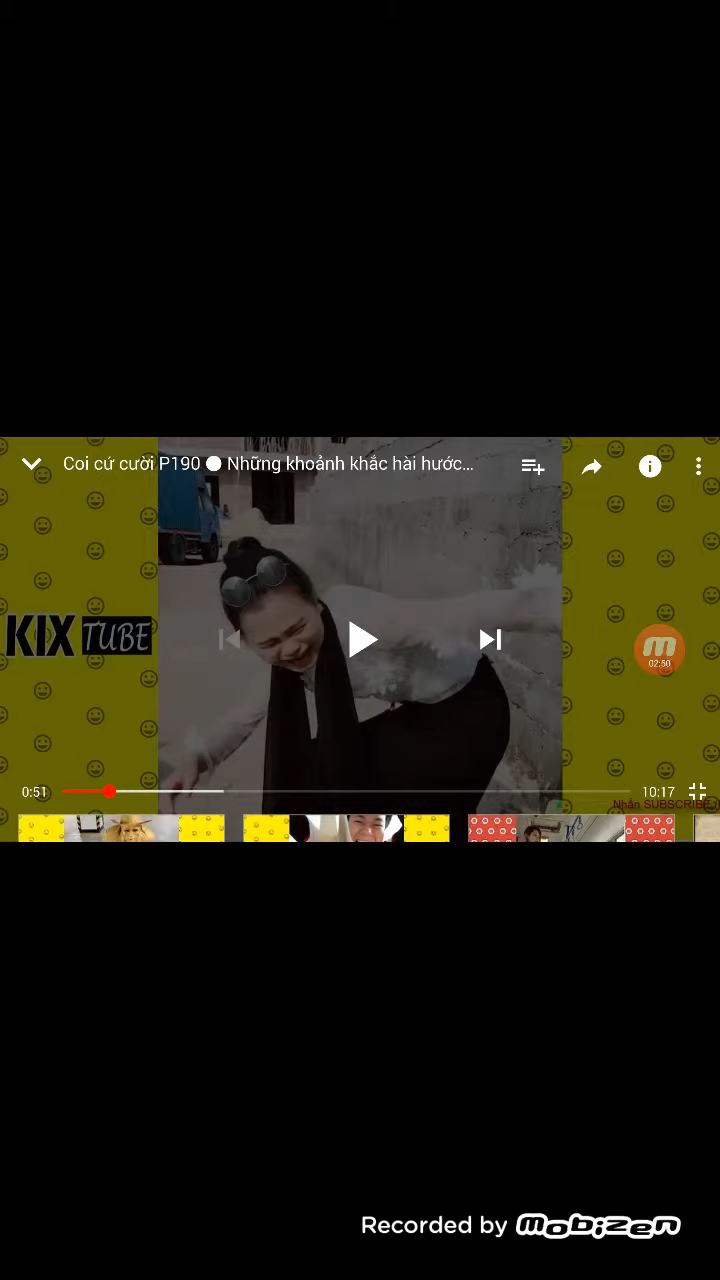 Coi cứ cười P190 ● Những khoảnh khắc hài hước...
KIX TUBE
02:50
0:51
10:17
Nhấn SUBSCRIBE
Recorded by mobizen